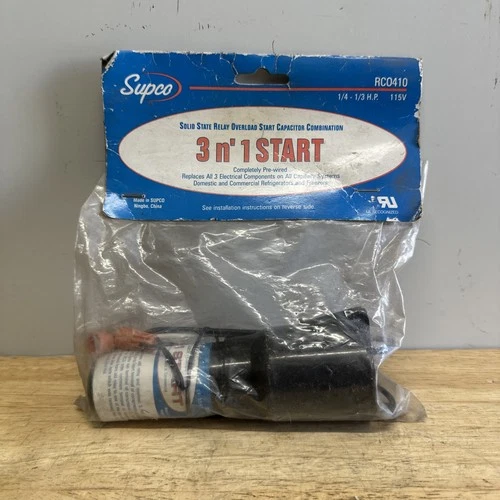 Supco
RCO410
1/4 - 1/3 H.P. 115V
SOLID STATE RELAY OVERLOAD START CAPACITOR COMBINATION
3 n' 1 START
Completely Pre-wired
Replaces All 3 Electrical Components on All Capacity Systems
Domestic and Commercial Refrigerators and Freezers
Made in SUPCO
Ningbo, China
See installation instructions on reverse side.